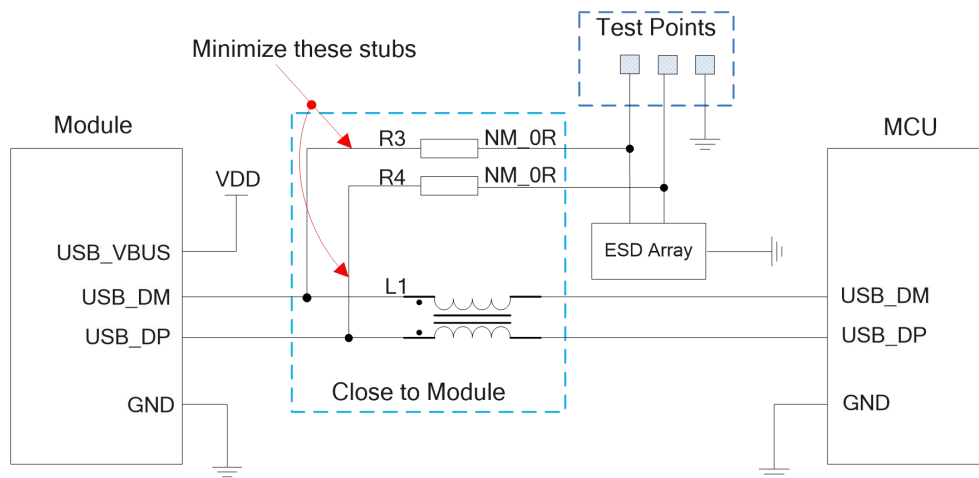 Test Points
Minimize these stubs
Module
MCU
R3
NM_0R
VDD
R4
NM_0R
USB_VBUS
ESD Array
USB_DM
L1
USB_DM
USB_DP
USB_DP
Close to Module
GND
GND